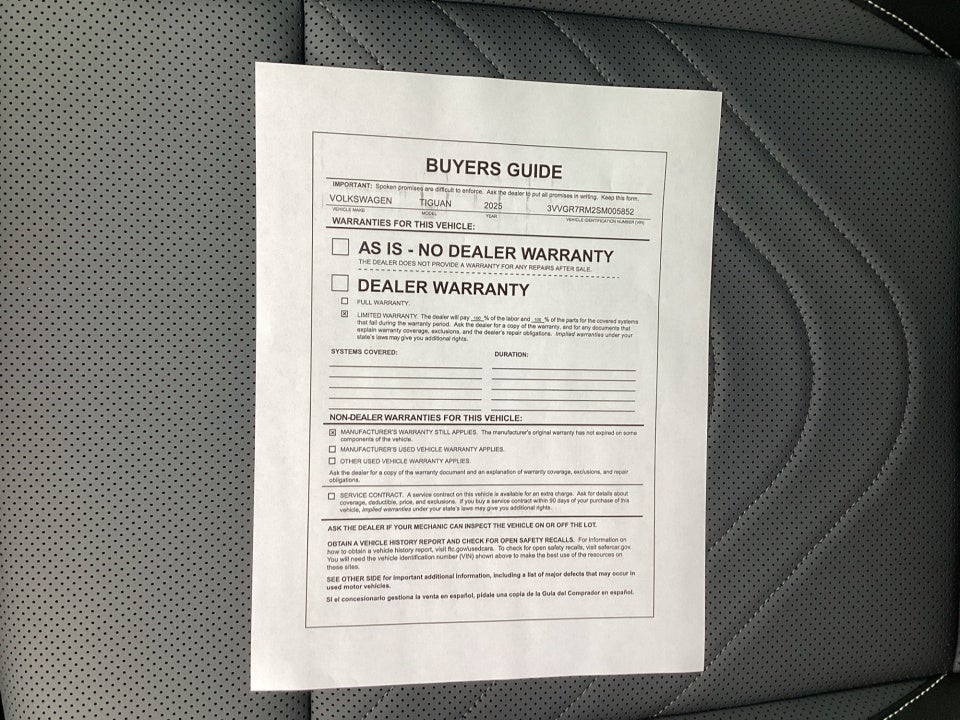 BUYERS GUIDE
IMPORTANT: Spoken promises are difficult to enforce. Ask the dealer to put all promises in writing. Keep this form.
VOLKSWAGEN TIGUAN 2025 3VVGR7RM2SM005852
VEHICLE MAKE MODEL YEAR VEHICLE IDENTIFICATION NUMBER (VIN)
WARRANTIES FOR THIS VEHICLE:
AS IS - NO DEALER WARRANTY
THE DEALER DOES NOT PROVIDE A WARRANTY FOR ANY REPAIRS AFTER SALE.
DEALER WARRANTY
FULL WARRANTY.
LIMITED WARRANTY. The dealer will pay 100 % of the labor and 100 % of the parts for the covered systems
that fail during the warranty period. Ask the dealer for a copy of the warranty, and for any documents that
explain warranty coverage, exclusions, and the dealer's repair obligations. Implied warranties under your
state's laws may give you additional rights.
SYSTEMS COVERED: DURATION:
NON-DEALER WARRANTIES FOR THIS VEHICLE:
MANUFACTURER'S WARRANTY STILL APPLIES. The manufacturer's original warranty has not expired on some
components of the vehicle.
MANUFACTURER'S USED VEHICLE WARRANTY APPLIES.
OTHER USED VEHICLE WARRANTY APPLIES.
Ask the dealer for a copy of the warranty document and an explanation of warranty coverage, exclusions, and repair
obligations.
SERVICE CONTRACT. A service contract on this vehicle is available for an extra charge. Ask for details about
coverage, deductible, price, and exclusions. If you buy a service contract within 90 days of your purchase of this
vehicle, implied warranties under your state's laws may give you additional rights.
ASK THE DEALER IF YOUR MECHANIC CAN INSPECT THE VEHICLE ON OR OFF THE LOT.
OBTAIN A VEHICLE HISTORY REPORT AND CHECK FOR OPEN SAFETY RECALLS. For information on
how to obtain a vehicle history report, visit ftc.gov/usedcars. To check for open safety recalls, visit safercar.gov.
You will need the vehicle identification number (VIN) shown above to make the best use of the resources on
these sites.
SEE OTHER SIDE for important additional information, including a list of major defects that may occur in
used motor vehicles.
Si el concesionario gestiona la venta en español, pídale una copia de la Guía del Comprador en español.